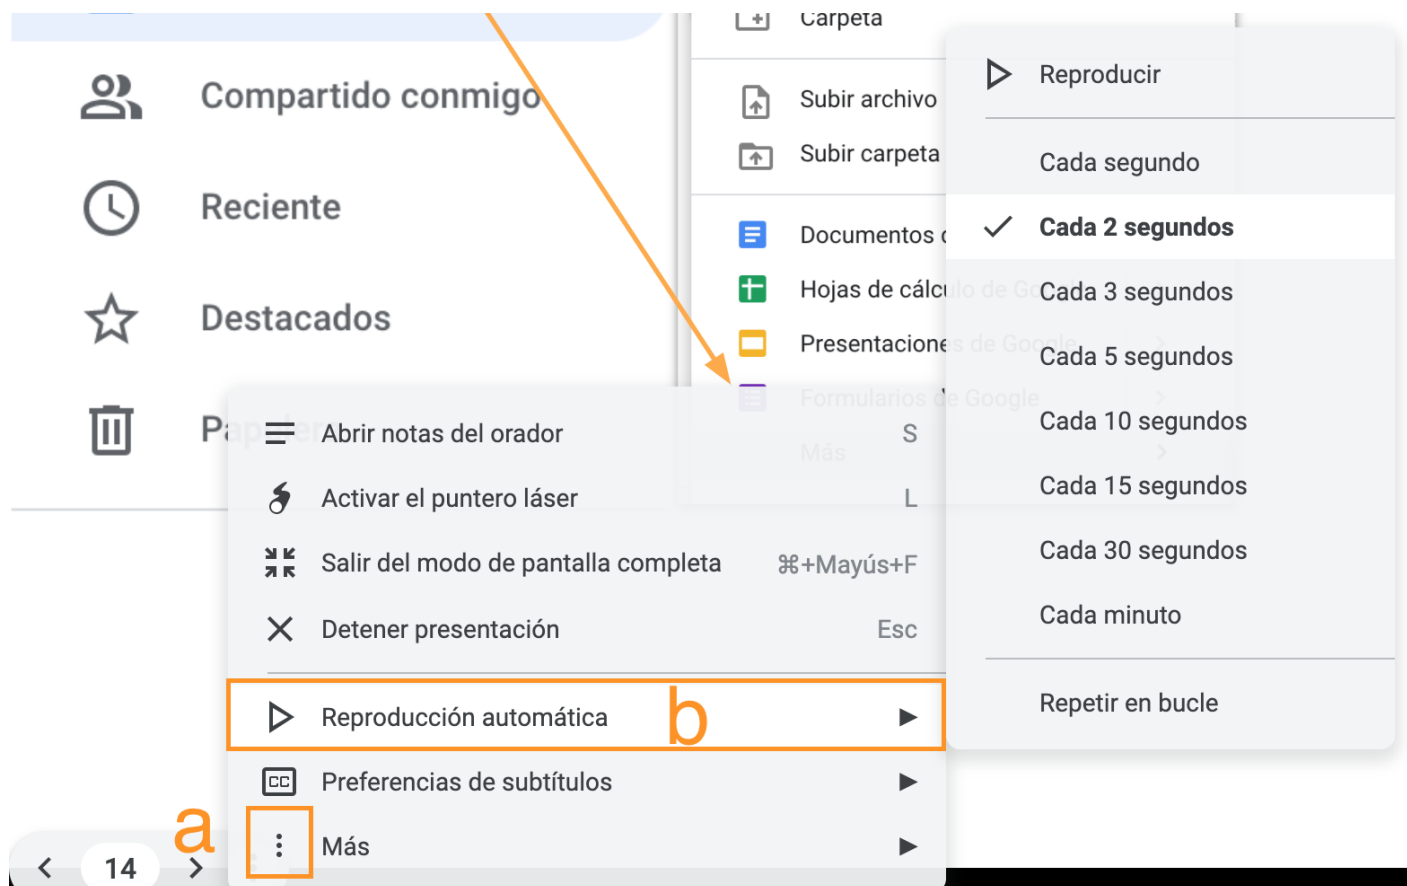 Compartido conmigo
Reciente
Destacados
Papelera
Carpeta
Subir archivo
Subir carpeta
Documentos
Hojas de cálculo de Go
Presentaciones de Google
Formularios de Google
Más
Abrir notas del orador S
Activar el puntero láser L
Salir del modo de pantalla completa ⌘+Mayús+F
Detener presentación Esc
Reproducción automática b
CC Preferencias de subtítulos
a
Más
14
Reproducir
Cada segundo
Cada 2 segundos
Cada 3 segundos
Cada 5 segundos
Cada 10 segundos
Cada 15 segundos
Cada 30 segundos
Cada minuto
Repetir en bucle